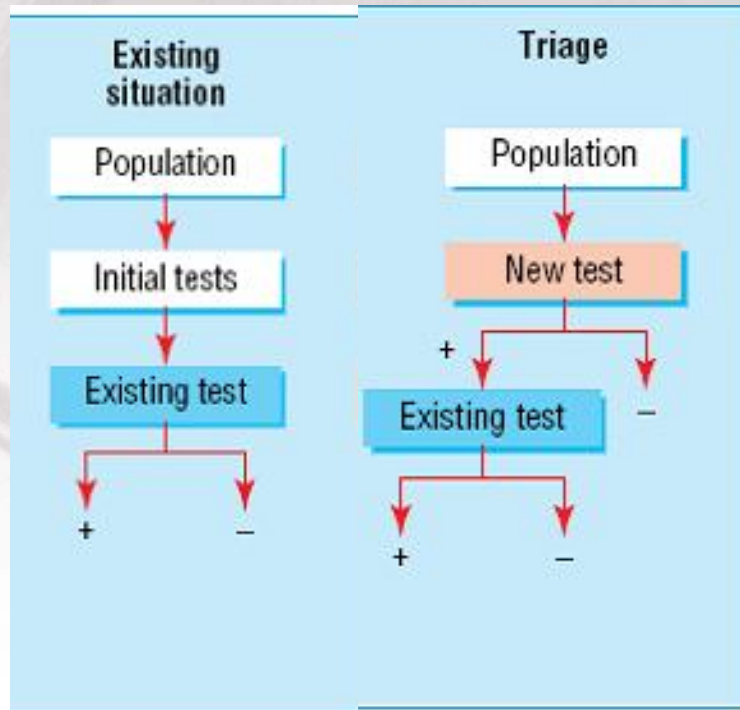 Existing
situation
Population
Initial tests
Existing test
+
–
Triage
Population
New test
+
–
Existing test
+
–